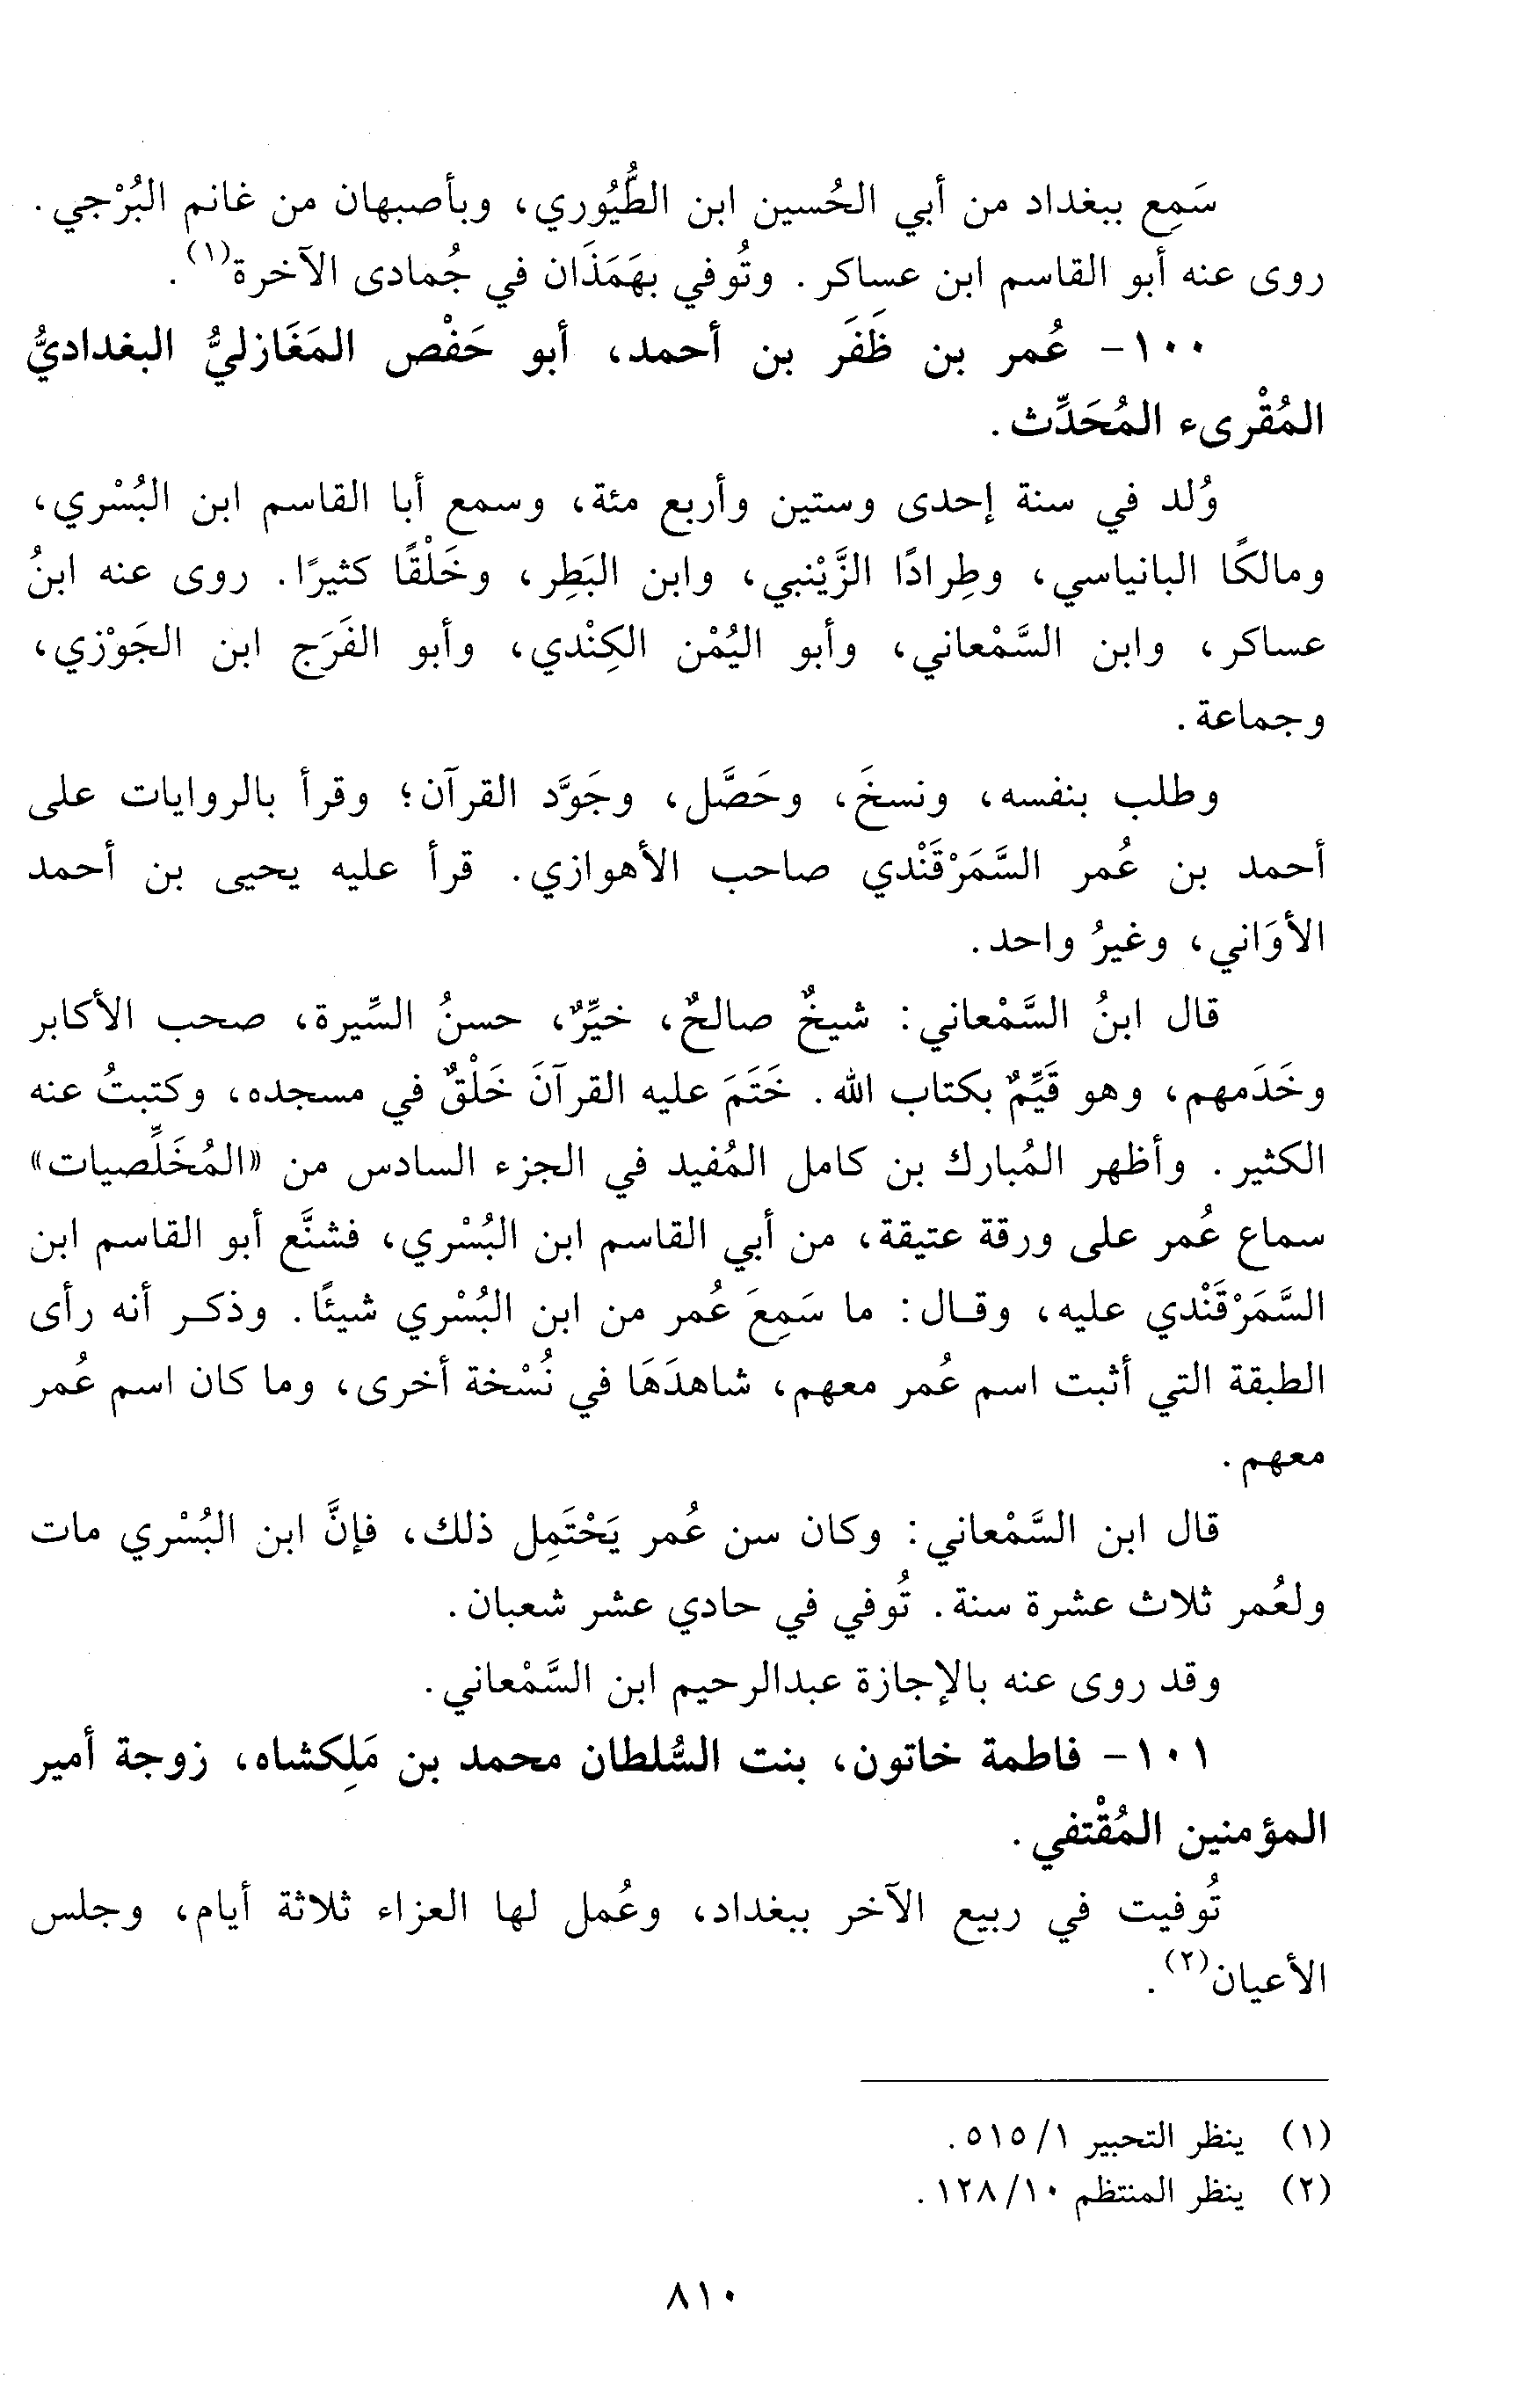 سَمِع ببغداد من أبي الحُسين ابن الطُّيُوري، وبأصبهان من غانم البُرْجي.
روى عنه أبو القاسم ابن عساكر. وتُوفي بهَمَذَان في جُمادى الآخرة(١).
١٠٠- عُمر بن ظَفَر بن أحمد، أبو حَفْص المَغَازليُّ البغداديُّ
المُقْرىء المُحَدِّث.
وُلد في سنة إحدى وستين وأربع مئة، وسمع أبا القاسم ابن البُسْري،
ومالكًا البانياسي، وطِرادًا الزَّيْنبي، وابن البَطِر، وخَلْقًا كثيرًا. روى عنه ابنُ
عساكر، وابن السَّمْعاني، وأبو اليُمْن الكِنْدي، وأبو الفَرَج ابن الجَوْزي،
وجماعة.
وطلب بنفسه، ونسخَ، وحَصَّل، وجَوَّد القرآن؛ وقرأ بالروايات على
أحمد بن عُمر السَّمَرْقَنْدي صاحب الأهوازي. قرأ عليه يحيى بن أحمد
الأوَاني، وغيرُ واحد.
قال ابنُ السَّمْعاني: شيخٌ صالحٌ، خيِّرٌ، حسنُ السِّيرة، صحب الأكابر
وخَدَمهم، وهو قَيِّمٌ بكتاب الله. خَتَمَ عليه القرآنَ خَلْقٌ في مسجده، وكتبتُ عنه
الكثير. وأظهر المُبارك بن كامل المُفيد في الجزء السادس من «المُخَلِّصيات»
سماع عُمر على ورقة عتيقة، من أبي القاسم ابن البُسْري، فشنَّع أبو القاسم ابن
السَّمَرْقَنْدي عليه، وقـال: ما سَمِعَ عُمر من ابن البُسْري شيئًا. وذكـر أنه رأى
الطبقة التي أثبت اسم عُمر معهم، شاهدَهَا في نُسْخة أخرى، وما كان اسم عُمر
معهم.
قال ابن السَّمْعاني: وكان سن عُمر يَحْتَمِل ذلك، فإنَّ ابن البُسْري مات
ولعُمر ثلاث عشرة سنة. تُوفي في حادي عشر شعبان.
وقد روى عنه بالإجازة عبدالرحيم ابن السَّمْعاني.
١٠١- فاطمة خاتون، بنت السُّلطان محمد بن مَلِكشاه، زوجة أمير
المؤمنين المُقْتفي.
تُوفيت في ربيع الآخر ببغداد، وعُمل لها العزاء ثلاثة أيام، وجلس
الأعيان(٢).
(١) ينظر التحبير ١/ ٥١٥.
(٢) ينظر المنتظم ١٠/ ١٢٨.
٨١٠